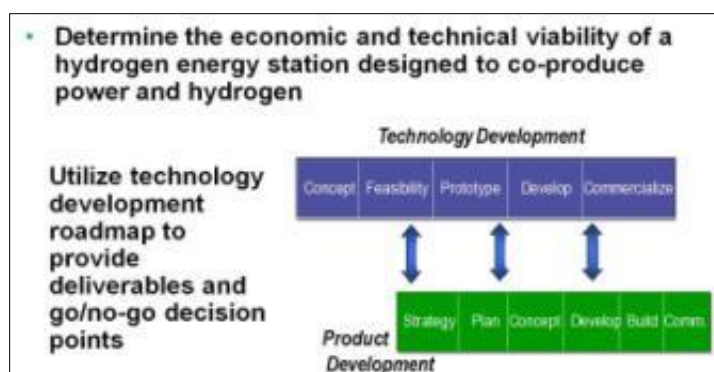 • Determine the economic and technical viability of a
hydrogen energy station designed to co-produce
power and hydrogen
Technology Development
Utilize technology
development
roadmap to
provide
deliverables and
go/no-go decision
points
Concept Feasibility Prototype Develop Commercialize
Strategy Plan Concept Develop Build Comm.
Product
Development